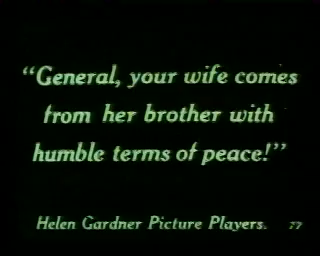 “General, your wife comes
from her brother with
humble terms of peace!”
Helen Gardner Picture Players. 77